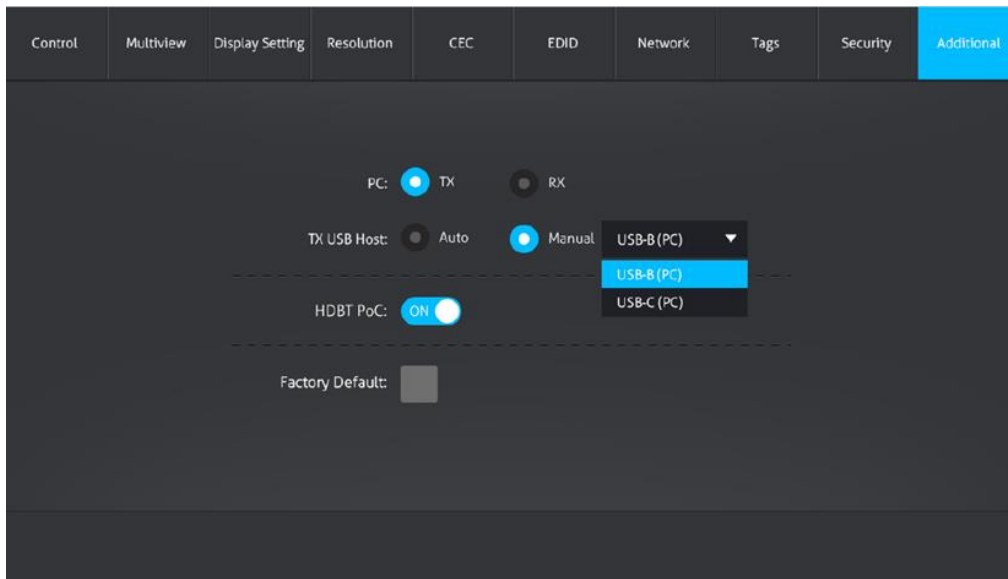 Control Multiview Display Setting Resolution CEC EDID Network Tags Security Additional
PC: TX RX
TX USB Host: Auto Manual USB-B (PC)
USB-B (PC)
USB-C (PC)
HDBT PoC: ON
Factory Default: